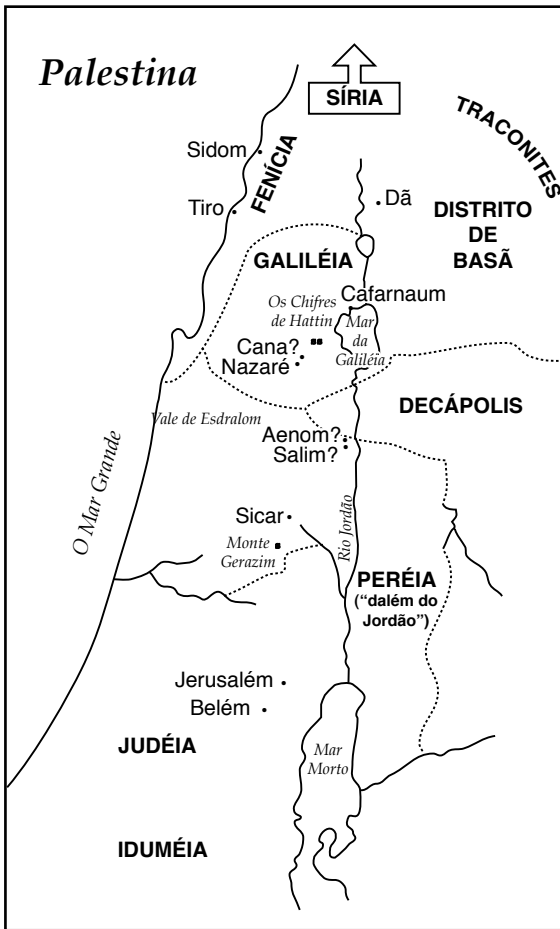 Palestina
SÍRIA
TRACONITES
Sidom
FENÍCIA
Tiro
Dã
DISTRITO
DE
BASÃ
GALILÉIA
Cafarnaum
Os Chifres
de Hattin
Mar
da
Galiléia
Cana?
Nazaré
DECÁPOLIS
Vale de Esdralom
Aenom?
Salim?
O Mar Grande
Sicar
Rio Jordão
Monte
Gerazim
PERÉIA
(“dalém do
Jordão”)
Jerusalém
Belém
JUDÉIA
Mar
Morto
IDUMÉIA